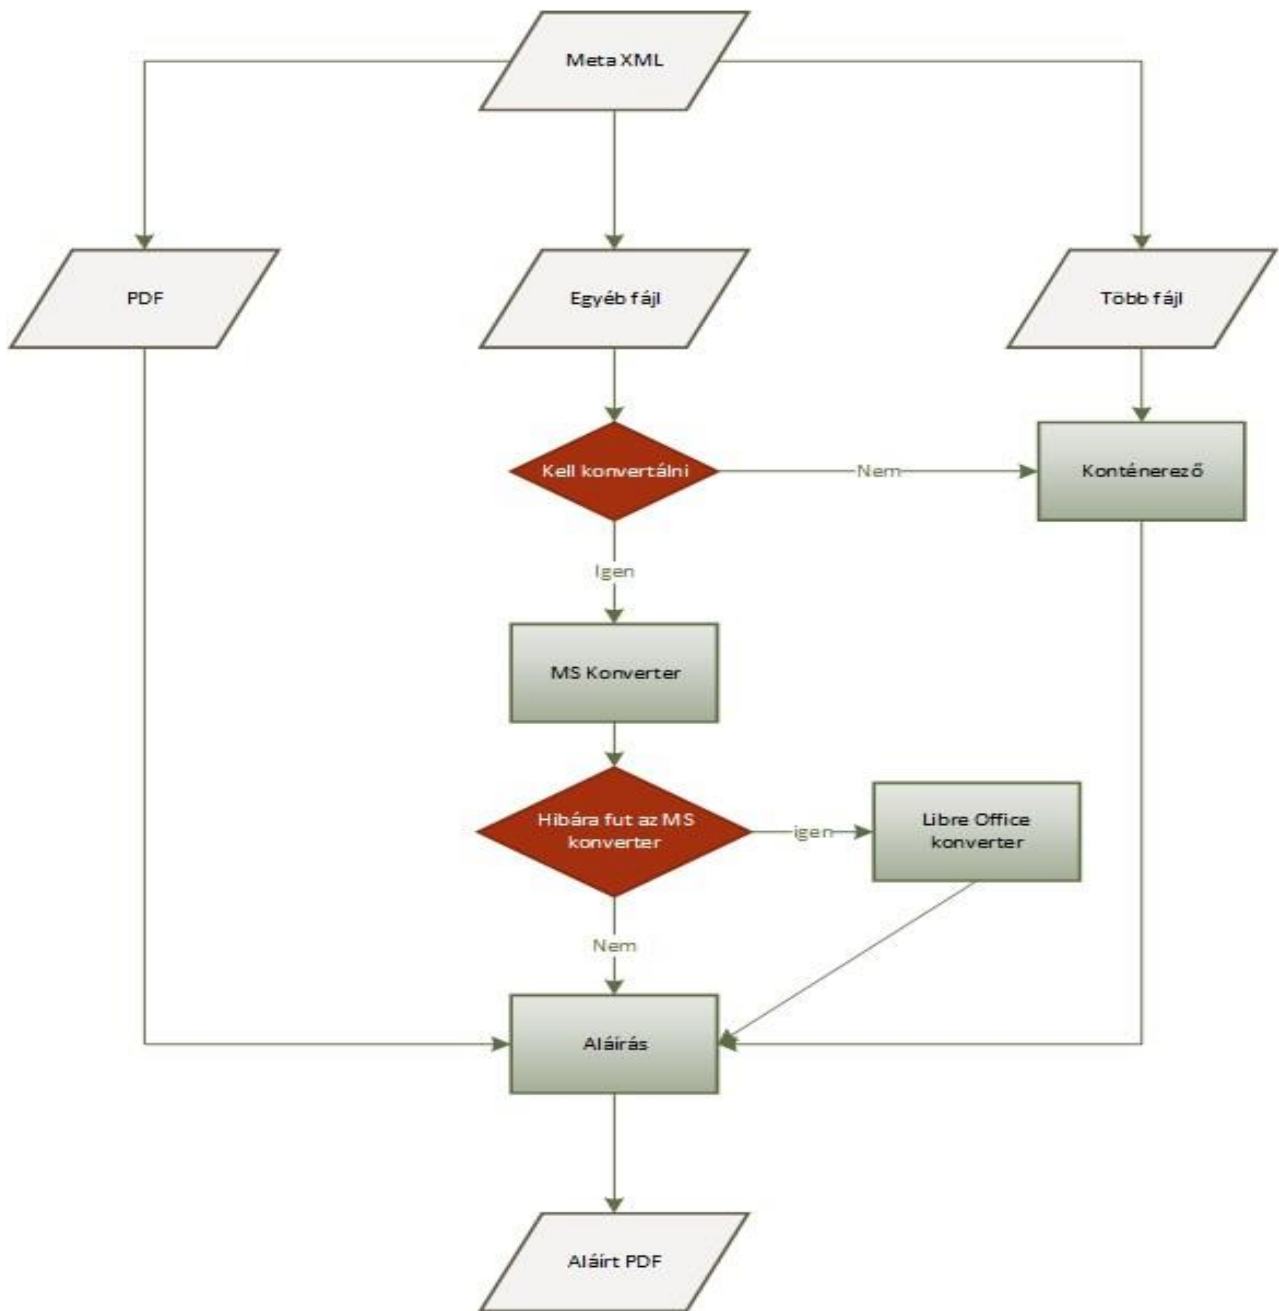 Meta XML
PDF
Egyéb fájl
Több fájl
Kell konvertálni
Nem
Konténerező
Igen
MS Konverter
Hibára fut az MS
konverter
igen
Libre Office
konverter
Nem
Aláírás
Aláírt PDF